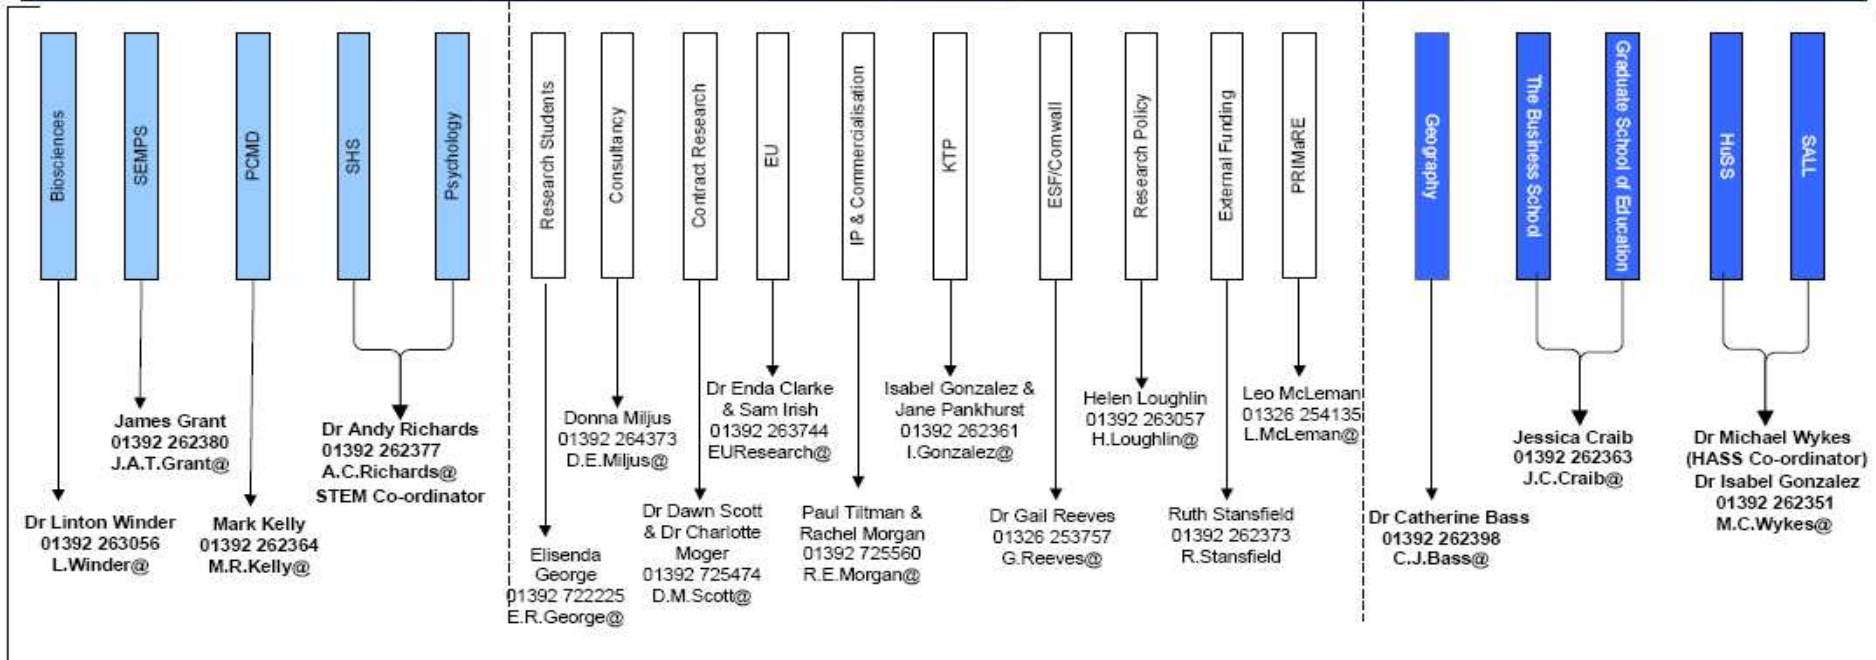 Biosciences
SEMPS
PCMD
SHS
Psychology
Research Students
Consultancy
Contract Research
EU
IP & Commercialisation
KTP
ESF/Cornwall
Research Policy
External Funding
PRIMaRE
Geography
The Business School
Graduate School of Education
HuSS
SALL
Dr Linton Winder
01392 263056
L.Winder@
James Grant
01392 262380
J.A.T.Grant@
Mark Kelly
01392 262364
M.R.Kelly@
Dr Andy Richards
01392 262377
A.C.Richards@
STEM Co-ordinator
Elisenda
George
01392 722225
E.R.George@
Donna Miljus
01392 264373
D.E.Miljus@
Dr Dawn Scott
& Dr Charlotte
Moger
01392 725474
D.M.Scott@
Dr Enda Clarke
& Sam Irish
01392 263744
EUResearch@
Paul Tiltman &
Rachel Morgan
01392 725560
R.E.Morgan@
Isabel Gonzalez &
Jane Pankhurst
01392 262361
I.Gonzalez@
Dr Gail Reeves
01326 253757
G.Reeves@
Helen Loughlin
01392 263057
H.Loughlin@
Ruth Stansfield
01392 262373
R.Stansfield
Leo McLeman
01326 254135
L.McLeman@
Dr Catherine Bass
01392 262398
C.J.Bass@
Jessica Craib
01392 262363
J.C.Craib@
Dr Michael Wykes
(HASS Co-ordinator)
Dr Isabel Gonzalez
01392 262351
M.C.Wykes@